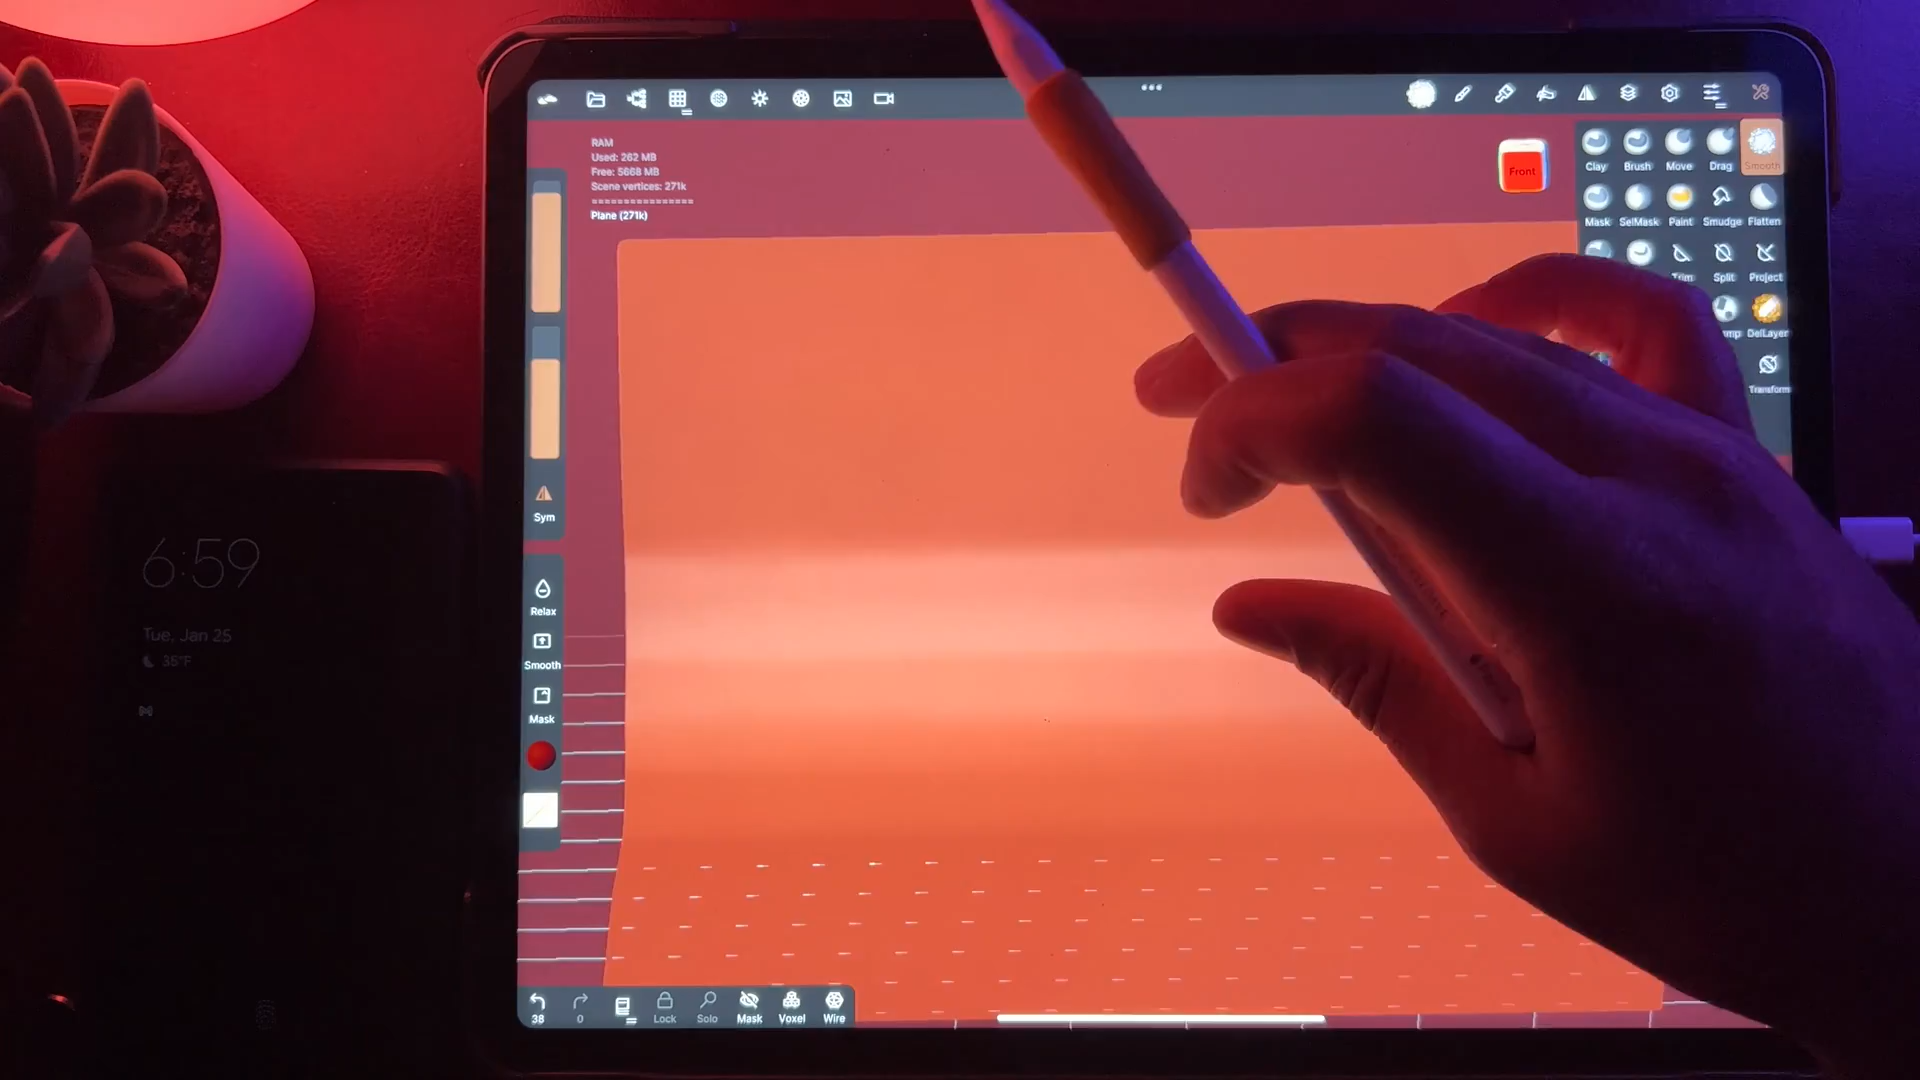 RAM
Used: 262 MB
Free: 5668 MB
Scene vertices: 271k
================
Plane (271k)
Front
Clay Brush Move Drag Smooth
Mask SelMask Paint Smudge Flatten
Trim Split Project
mp DelLayer
Transform
Sym
Relax
Smooth
Mask
38 0 Lock Solo Mask Voxel Wire
6:59
Tue, Jan 25
35°F